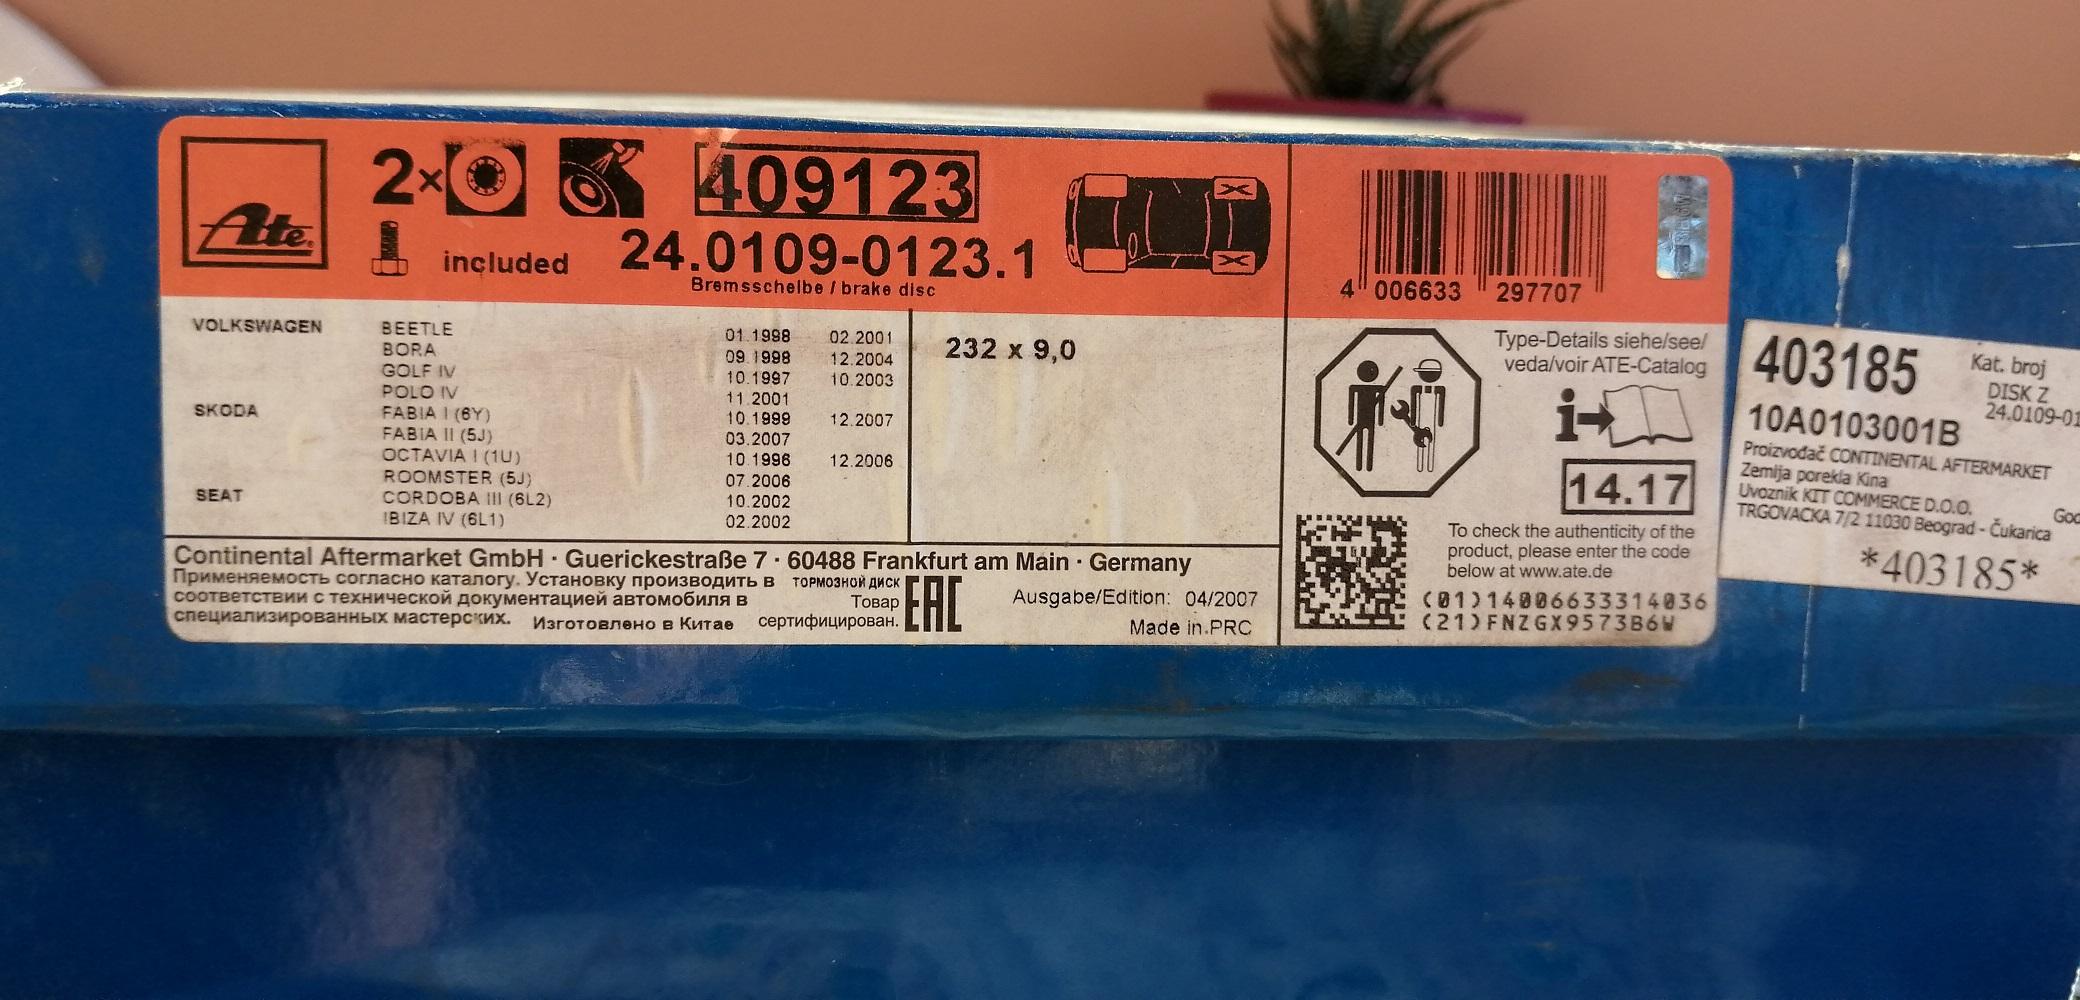 Ate®
2×
included
409123
24.0109-0123.1
Bremsscheibe / brake disc
4 006633 297707
VOLKSWAGEN BEETLE 01.1998 02.2001
BORA 09.1998 12.2004
GOLF IV 10.1997 10.2003
POLO IV 11.2001
SKODA FABIA I (6Y) 10.1999 12.2007
FABIA II (5J) 03.2007
OCTAVIA I (1U) 10.1996 12.2006
ROOMSTER (5J) 07.2006
SEAT CORDOBA III (6L2) 10.2002
IBIZA IV (6L1) 02.2002
232 x 9,0
Type-Details siehe/see/
veda/voir ATE-Catalog
14.17
To check the authenticity of the
product, please enter the code
below at www.ate.de
(01)14006633314036
(21)FNZGX9573B6W
Continental Aftermarket GmbH · Guerickestraße 7 · 60488 Frankfurt am Main · Germany
Применяемость согласно каталогу. Установку производить в
соответствии с технической документацией автомобиля в
специализированных мастерских. Изготовлено в Китае
ТОРМОЗНОЙ ДИСК
Товар
сертифицирован.
EAC
Ausgabe/Edition: 04/2007
Made in PRC
403185 Kat. broj
DISK Z
10A0103001B 24.0109-01
Proizvođač CONTINENTAL AFTERMARKET
Zemlja porekla Kina
Uvoznik KIT COMMERCE D.O.O. God
TRGOVACKA 7/2 11030 Beograd - Čukarica
*403185*